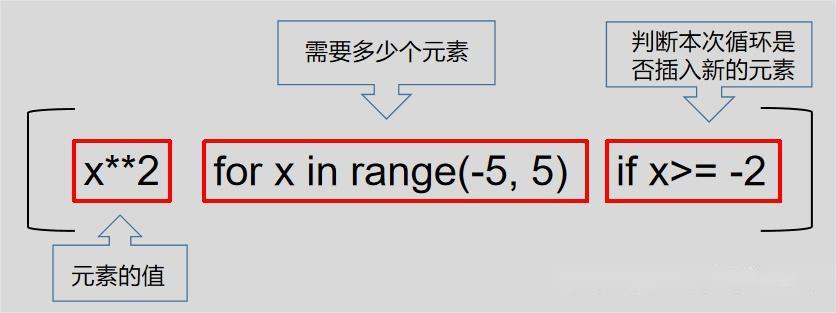 需要多少个元素
判断本次循环是
否插入新的元素
[ x**2 for x in range(-5, 5) if x>= -2 ]
元素的值